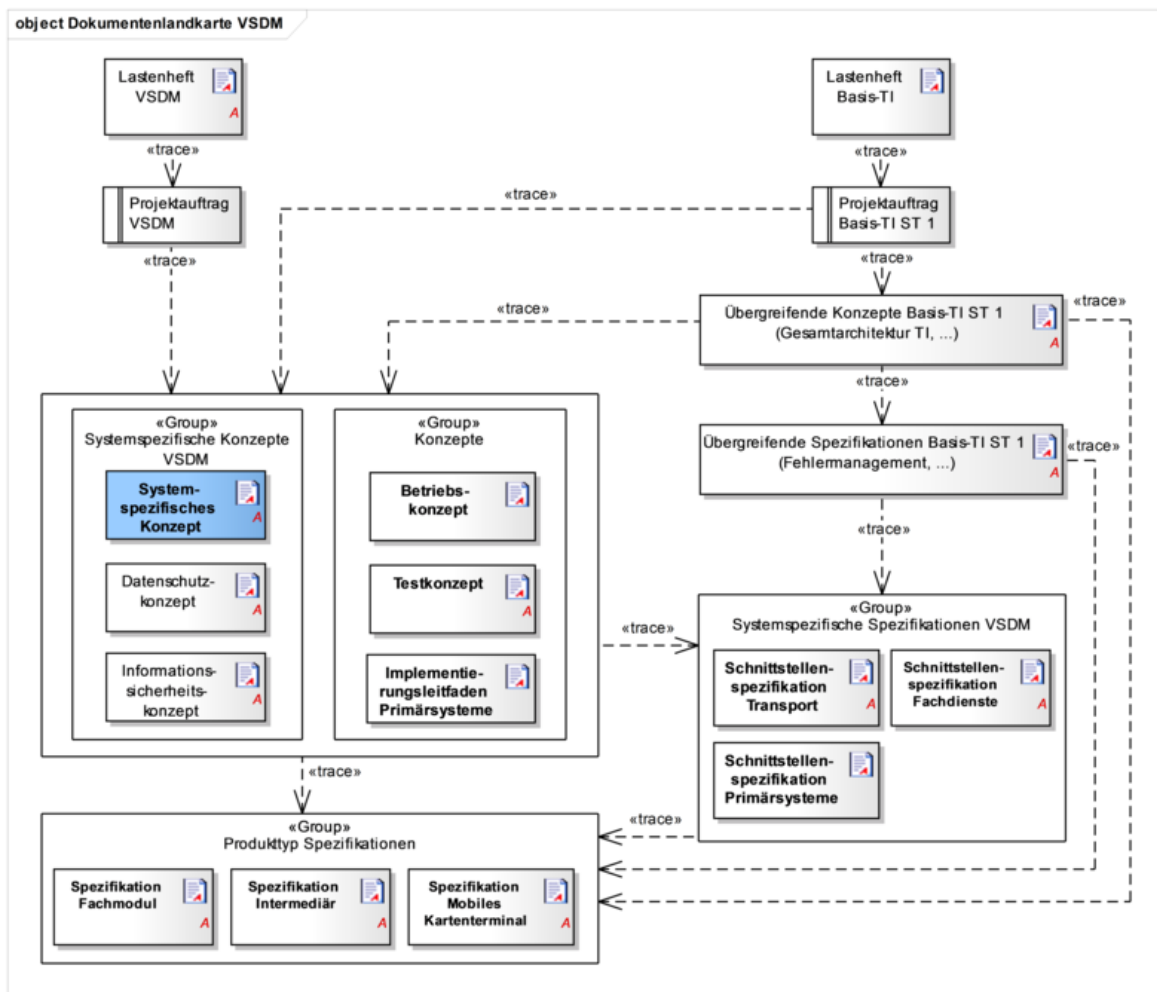 object Dokumentenlandkarte VSDM
Lastenheft
VSDM
A
Lastenheft
Basis-TI
«trace»
«trace»
Projektauftrag
VSDM
«trace»
Projektauftrag
Basis-TI ST 1
«trace»
«trace»
«trace»
Übergreifende Konzepte Basis-TI ST 1
(Gesamtarchitektur TI, ...)
A
«trace»
«trace»
Übergreifende Spezifikationen Basis-TI ST 1
(Fehlermanagement, ...)
A
«trace»
«trace»
«Group»
Systemspezifische Konzepte
VSDM
System-
spezifisches
Konzept
A
Datenschutz-
konzept
A
Informations-
sicherheits-
konzept
A
«Group»
Konzepte
Betriebs-
konzept
Testkonzept
A
Implementie-
rungsleitfaden
Primärsysteme
«trace»
«Group»
Systemspezifische Spezifikationen VSDM
Schnittstellen-
spezifikation
Transport
A
Schnittstellen-
spezifikation
Fachdienste
A
Schnittstellen-
spezifikation
Primärsysteme
«trace»
«trace»
«Group»
Produkttyp Spezifikationen
Spezifikation
Fachmodul
A
Spezifikation
Intermediär
A
Spezifikation
Mobiles
Kartenterminal
A